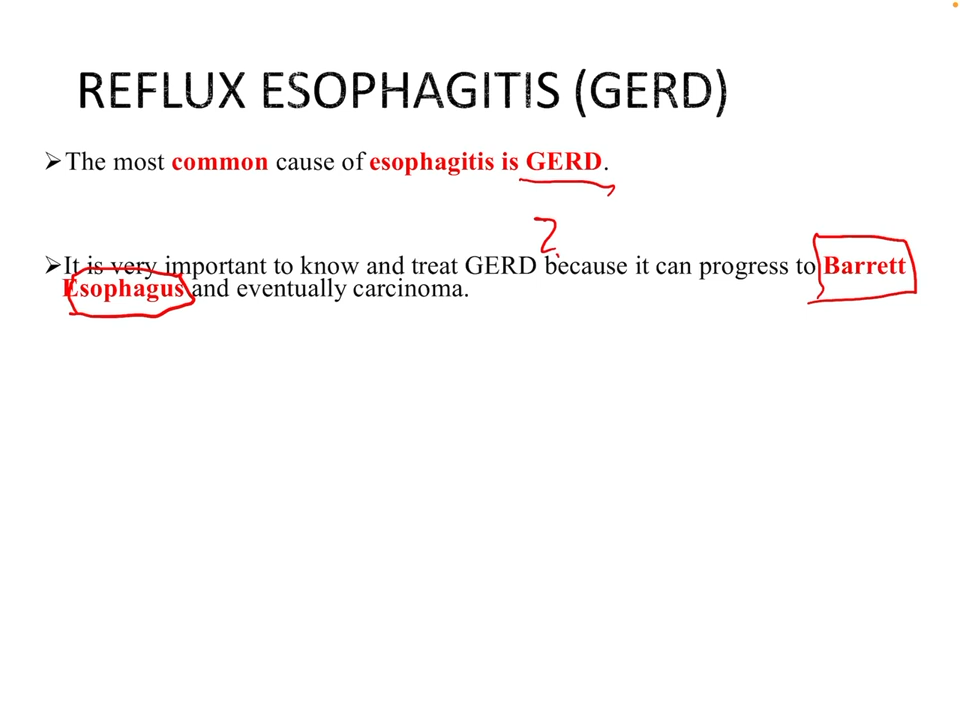 REFLUX ESOPHAGITIS (GERD)
➢The most common cause of esophagitis is GERD.
?
➢It is very important to know and treat GERD because it can progress to Barrett
Esophagus and eventually carcinoma.